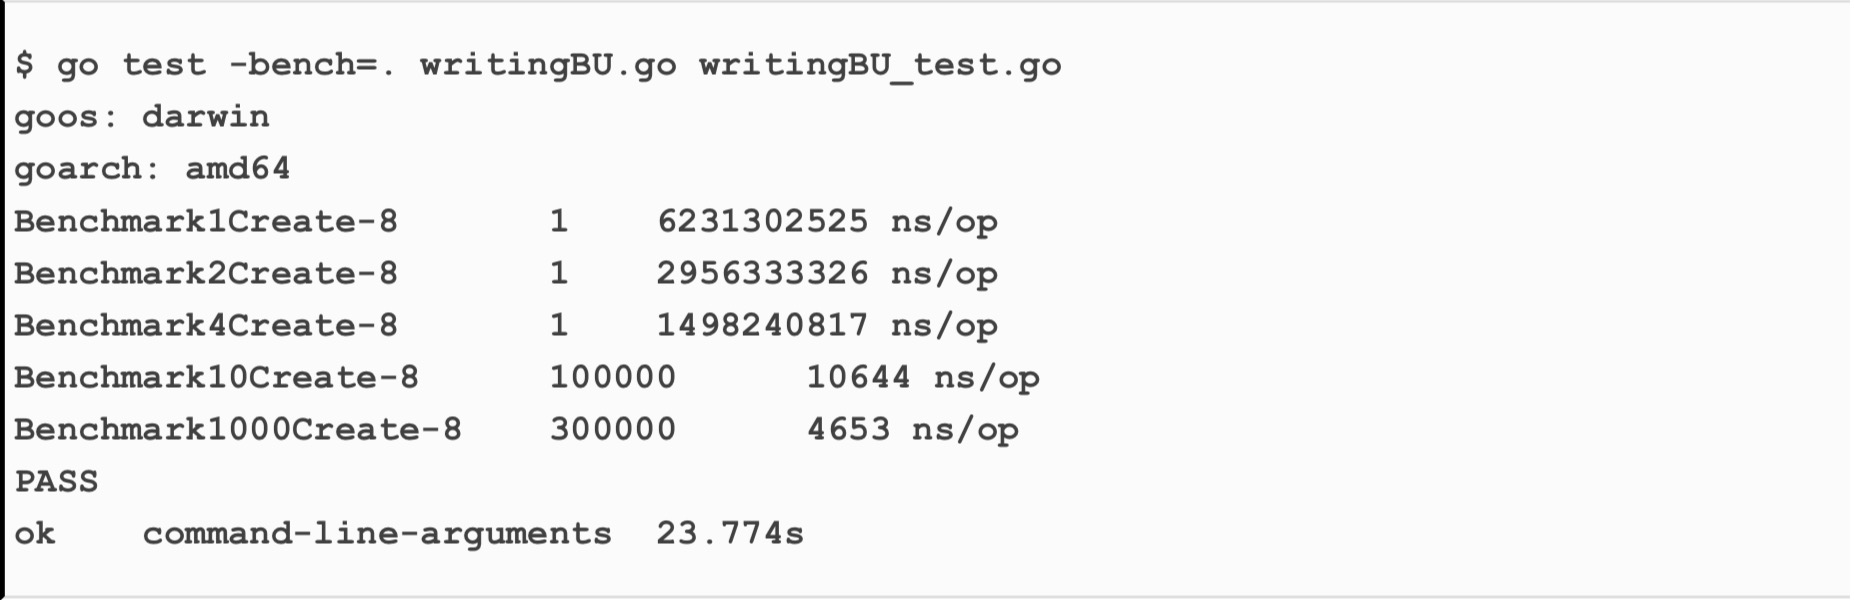 $ go test -bench=. writingBU.go writingBU_test.go
goos: darwin
goarch: amd64
Benchmark1Create-8       1    6231302525 ns/op
Benchmark2Create-8       1    2956333326 ns/op
Benchmark4Create-8       1    1498240817 ns/op
Benchmark10Create-8      100000      10644 ns/op
Benchmark1000Create-8    300000      4653 ns/op
PASS
ok    command-line-arguments  23.774s